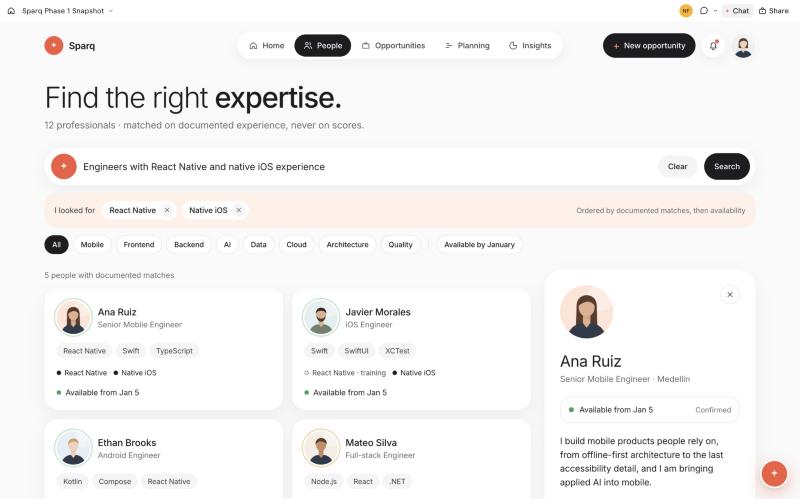 Sparq Phase 1 Snapshot
NF
Chat
Share
Sparq
Home
People
Opportunities
Planning
Insights
+ New opportunity
Find the right expertise.
12 professionals · matched on documented experience, never on scores.
Engineers with React Native and native iOS experience
Clear
Search
I looked for
React Native ×
Native iOS ×
Ordered by documented matches, then availability
All
Mobile
Frontend
Backend
AI
Data
Cloud
Architecture
Quality
Available by January
5 people with documented matches
Ana Ruiz
Senior Mobile Engineer
React Native Swift TypeScript
React Native Native iOS
Available from Jan 5
Javier Morales
iOS Engineer
Swift SwiftUI XCTest
React Native · training Native iOS
Available from Jan 5
Ethan Brooks
Android Engineer
Kotlin Compose React Native
Mateo Silva
Full-stack Engineer
Node.js React .NET
Ana Ruiz
Senior Mobile Engineer · Medellín
Available from Jan 5 Confirmed
I build mobile products people rely on,
from offline-first architecture to the last
accessibility detail, and I am bringing
applied AI into mobile.